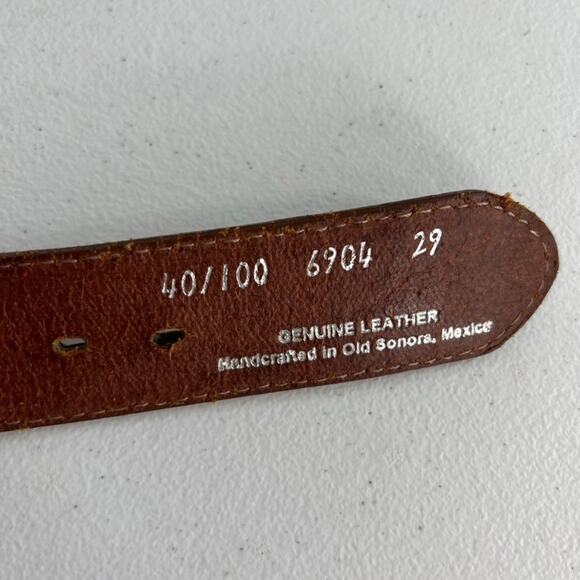 40/100 6904 29
GENUINE LEATHER
Handcrafted in Old Sonora, Mexico